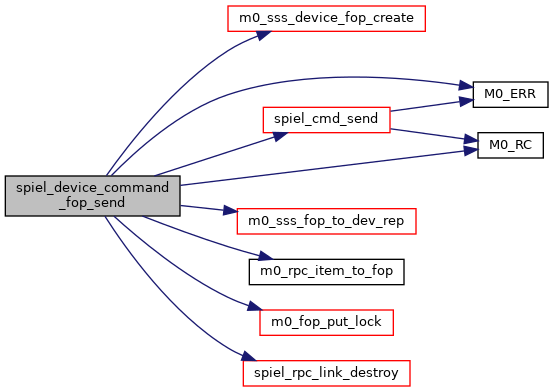 m0_sss_device_fop_create
M0_ERR
spiel_cmd_send
M0_RC
spiel_device_command
_fop_send
m0_sss_fop_to_dev_rep
m0_rpc_item_to_fop
m0_fop_put_lock
spiel_rpc_link_destroy